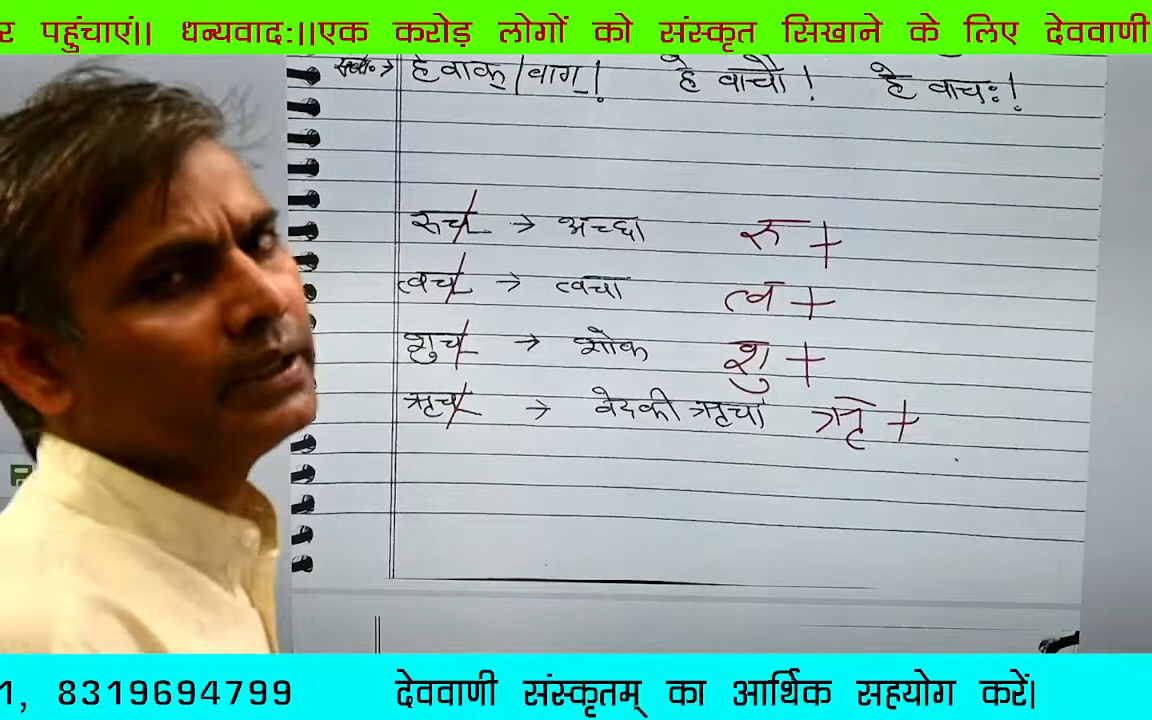 र पहुंचाएं।। धन्यवादः।।एक करोड़ लोगों को संस्कृत सिखाने के लिए देववाणी
हे वाक् / वाग् ! हे वाचौ ! हे वाचः !
रुच् → अच्छा रु +
त्वच् → त्वचा त्व +
शुच् → शोक शु +
ऋच् → वेदकी ऋचा ऋ +
1, 8319694799 देववाणी संस्कृतम् का आर्थिक सहयोग करें।